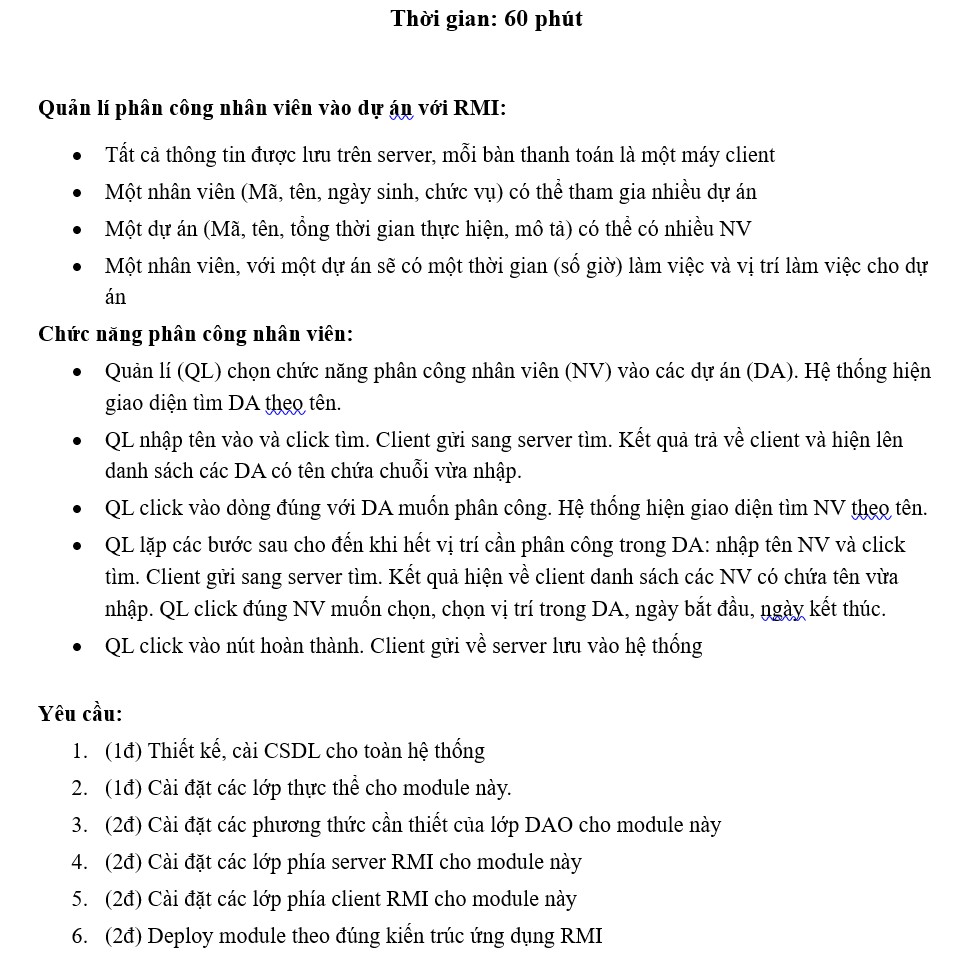 Thời gian: 60 phút
Quản lí phân công nhân viên vào dự án với RMI:
• Tất cả thông tin được lưu trên server, mỗi bàn thanh toán là một máy client
• Một nhân viên (Mã, tên, ngày sinh, chức vụ) có thể tham gia nhiều dự án
• Một dự án (Mã, tên, tổng thời gian thực hiện, mô tả) có thể có nhiều NV
• Một nhân viên, với một dự án sẽ có một thời gian (số giờ) làm việc và vị trí làm việc cho dự
án
Chức năng phân công nhân viên:
• Quản lí (QL) chọn chức năng phân công nhân viên (NV) vào các dự án (DA). Hệ thống hiện
giao diện tìm DA theo tên.
• QL nhập tên vào và click tìm. Client gửi sang server tìm. Kết quả trả về client và hiện lên
danh sách các DA có tên chứa chuỗi vừa nhập.
• QL click vào dòng đúng với DA muốn phân công. Hệ thống hiện giao diện tìm NV theo tên.
• QL lặp các bước sau cho đến khi hết vị trí cần phân công trong DA: nhập tên NV và click
tìm. Client gửi sang server tìm. Kết quả hiện về client danh sách các NV có chứa tên vừa
nhập. QL click đúng NV muốn chọn, chọn vị trí trong DA, ngày bắt đầu, ngày kết thúc.
• QL click vào nút hoàn thành. Client gửi về server lưu vào hệ thống
Yêu cầu:
1. (1đ) Thiết kế, cài CSDL cho toàn hệ thống
2. (1đ) Cài đặt các lớp thực thể cho module này.
3. (2đ) Cài đặt các phương thức cần thiết của lớp DAO cho module này
4. (2đ) Cài đặt các lớp phía server RMI cho module này
5. (2đ) Cài đặt các lớp phía client RMI cho module này
6. (2đ) Deploy module theo đúng kiến trúc ứng dụng RMI